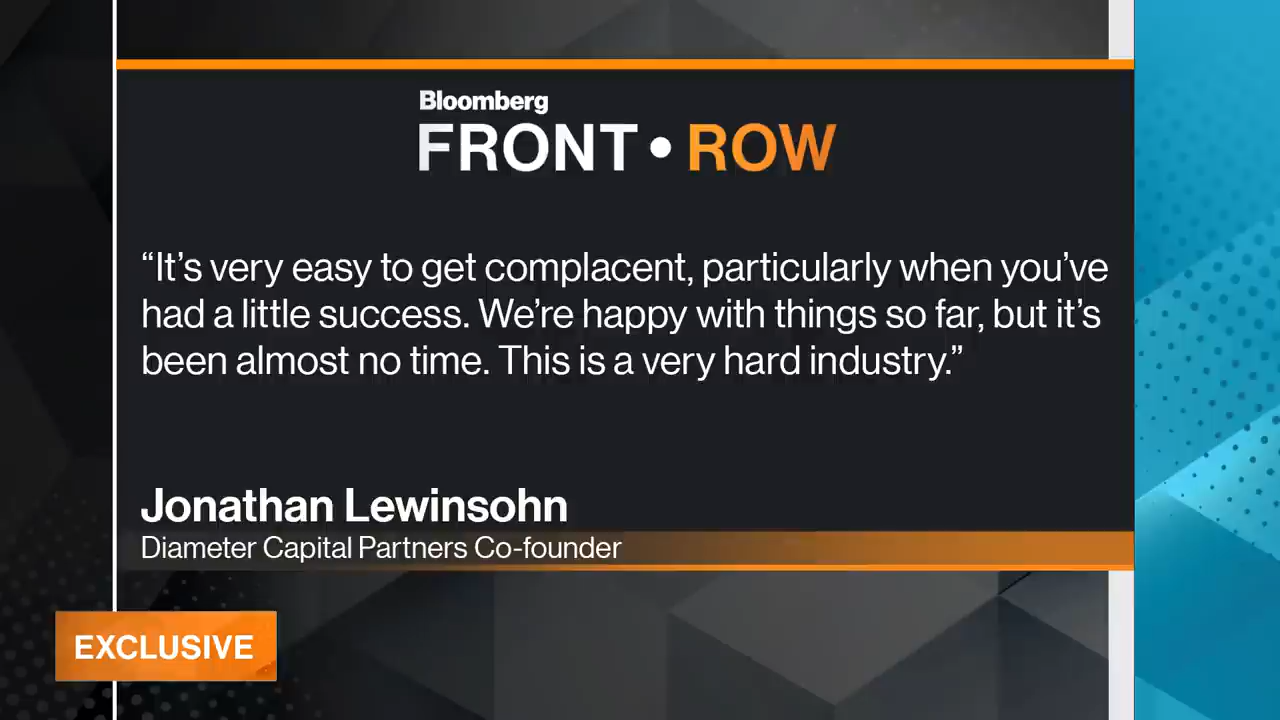 Bloomberg
FRONT • ROW
“It’s very easy to get complacent, particularly when you’ve
had a little success. We’re happy with things so far, but it’s
been almost no time. This is a very hard industry.”
Jonathan Lewinsohn
Diameter Capital Partners Co-founder
EXCLUSIVE